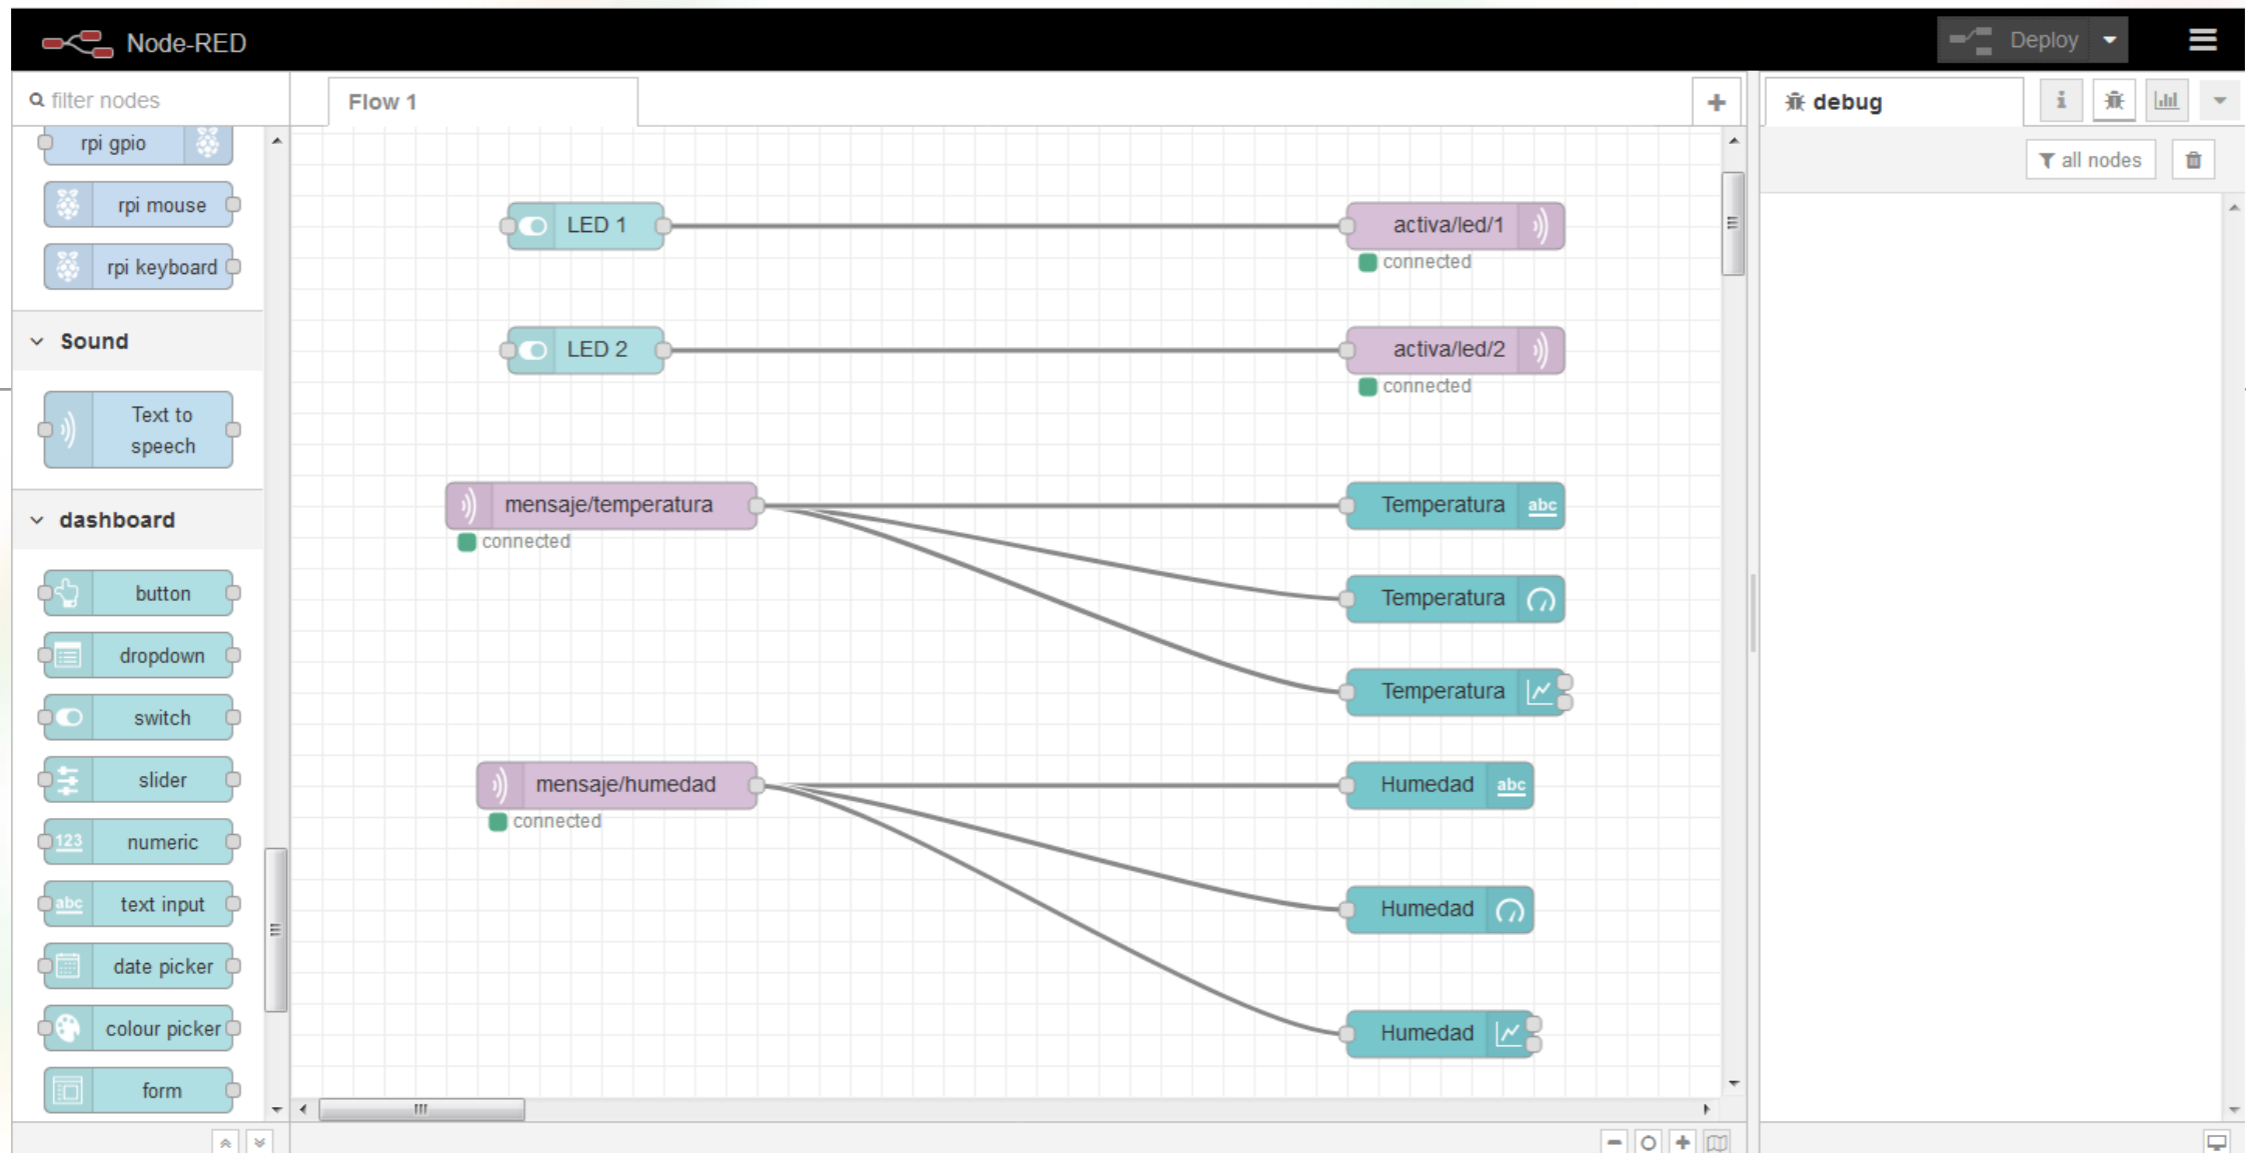 Node-RED
Deploy
filter nodes
Flow 1
debug
all nodes
rpi gpio
rpi mouse
rpi keyboard
Sound
Text to
speech
dashboard
button
dropdown
switch
slider
123 numeric
abc text input
date picker
colour picker
form
LED 1
activa/led/1
connected
LED 2
activa/led/2
connected
mensaje/temperatura
connected
Temperatura abc
Temperatura
Temperatura
mensaje/humedad
connected
Humedad abc
Humedad
Humedad